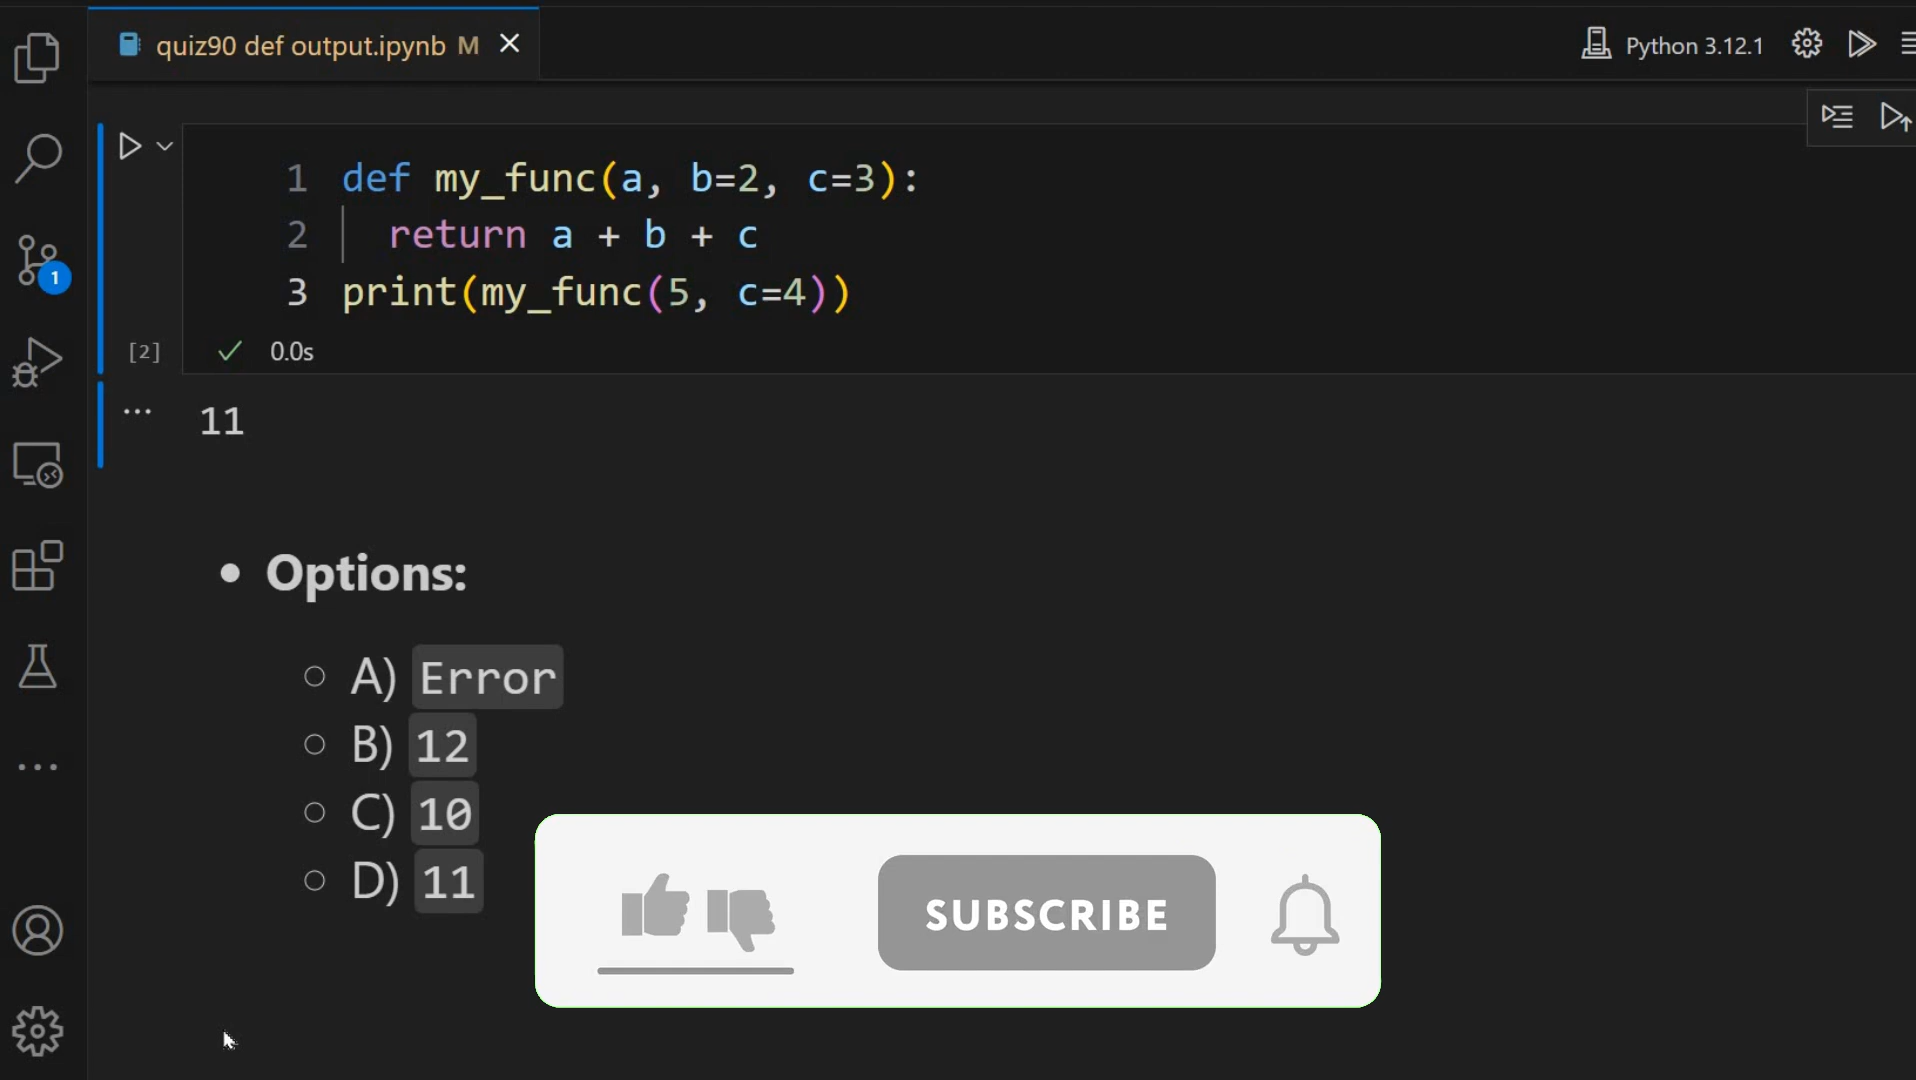 quiz90 def output.ipynb M
Python 3.12.1
1 def my_func(a, b=2, c=3):
2 return a + b + c
3 print(my_func(5, c=4))
[2] 0.0s
1
11
Options:
A) Error
B) 12
C) 10
D) 11
SUBSCRIBE